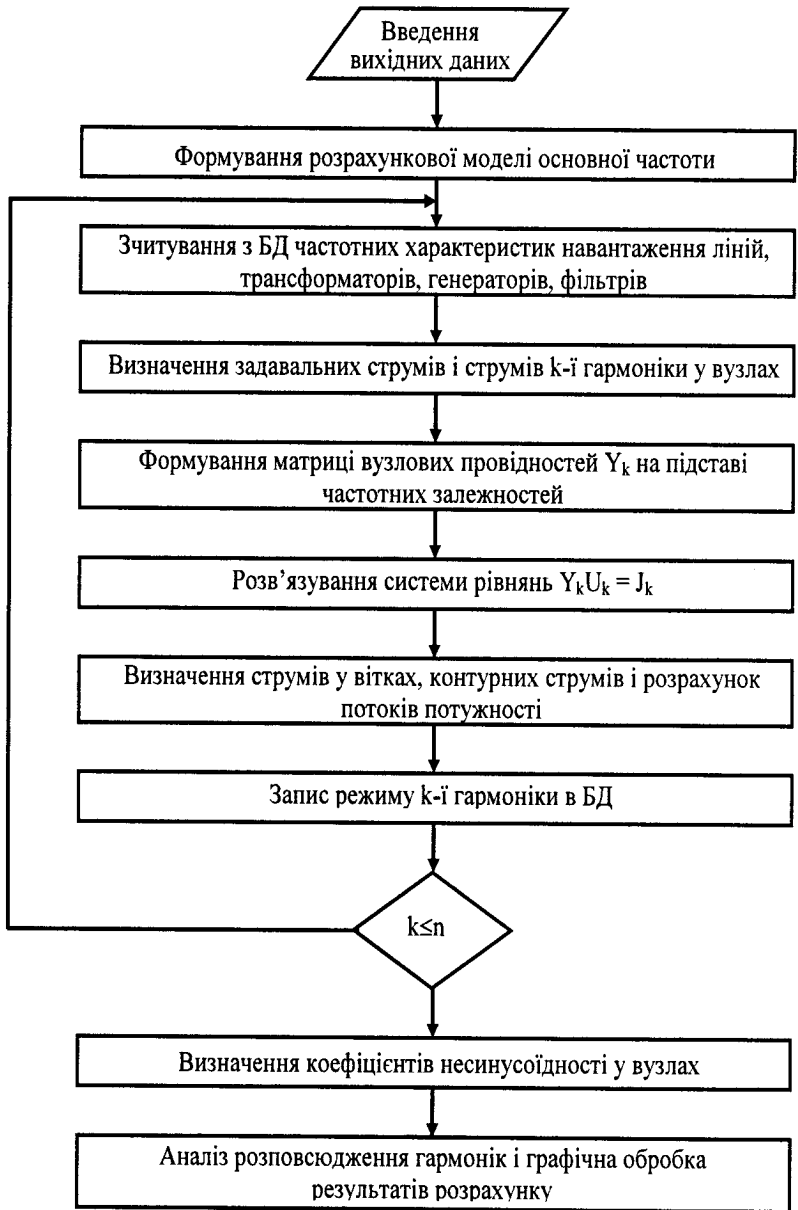 Введення
вихідних даних
Формування розрахункової моделі основної частоти
Зчитування з БД частотних характеристик навантаження ліній,
трансформаторів, генераторів, фільтрів
Визначення задавальних струмів і струмів k-ї гармоніки у вузлах
Формування матриці вузлових провідностей Yk на підставі
частотних залежностей
Розв'язування системи рівнянь YkUk = Jk
Визначення струмів у вітках, контурних струмів і розрахунок
потоків потужності
Запис режиму k-ї гармоніки в БД
k≤n
Визначення коефіцієнтів несинусоїдності у вузлах
Аналіз розповсюдження гармонік і графічна обробка
результатів розрахунку